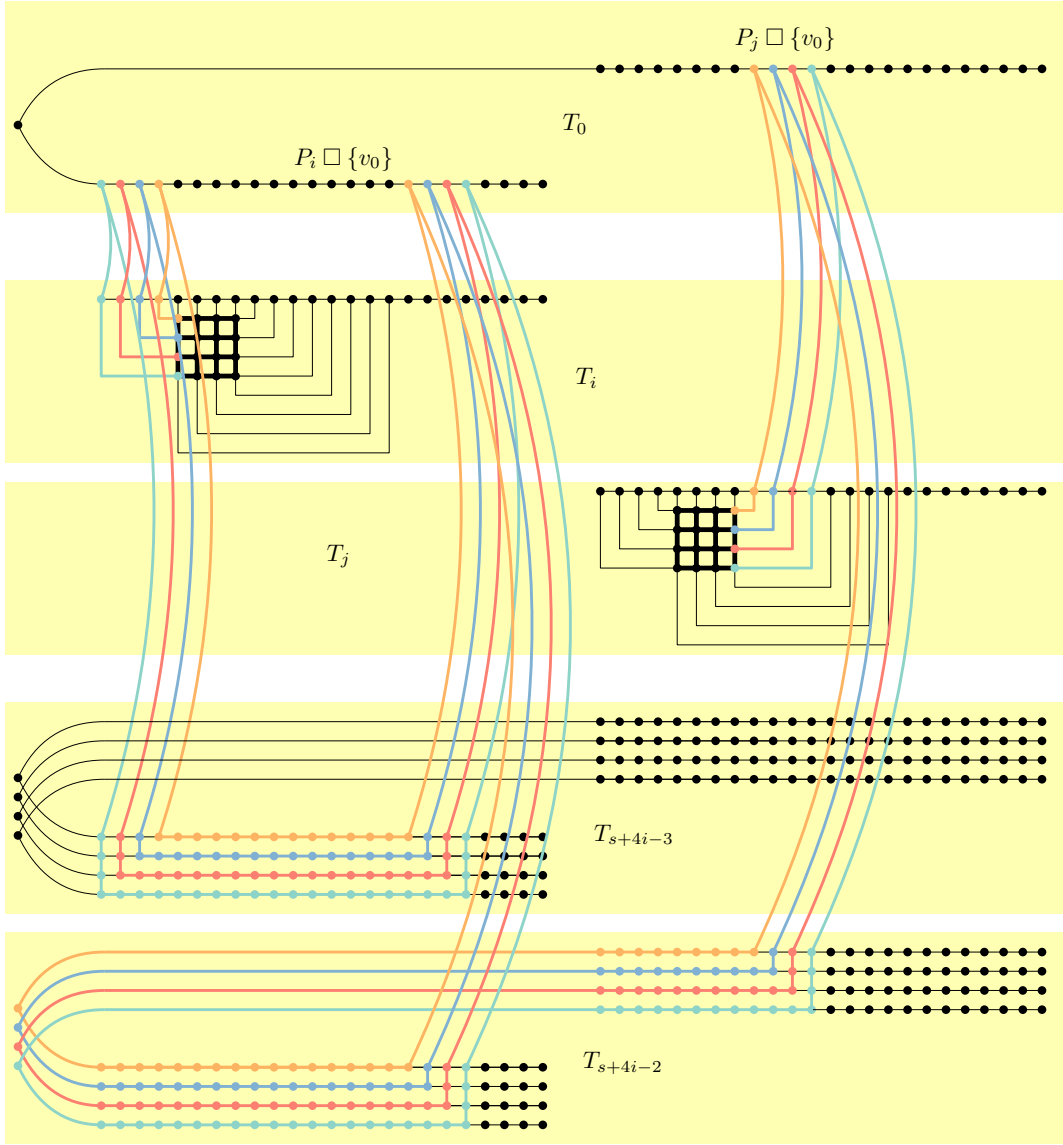 P_j □ {v_0}
T_0
P_i □ {v_0}
T_i
T_j
T_{s+4i−3}
T_{s+4i−2}